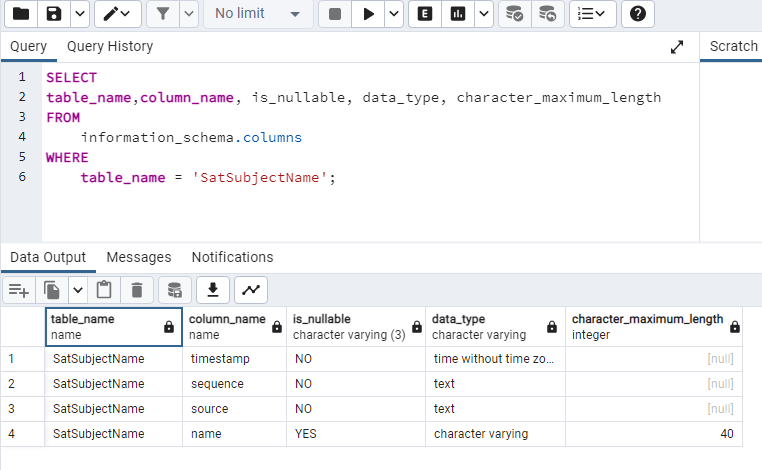 No limit
Query Query History Scratch
1 SELECT
2 table_name,column_name, is_nullable, data_type, character_maximum_length
3 FROM
4 information_schema.columns
5 WHERE
6 table_name = 'SatSubjectName';
Data Output Messages Notifications
table_name column_name is_nullable data_type character_maximum_length
name name character varying (3) character varying integer
1 SatSubjectName timestamp NO time without time zo... [null]
2 SatSubjectName sequence NO text [null]
3 SatSubjectName source NO text [null]
4 SatSubjectName name YES character varying 40